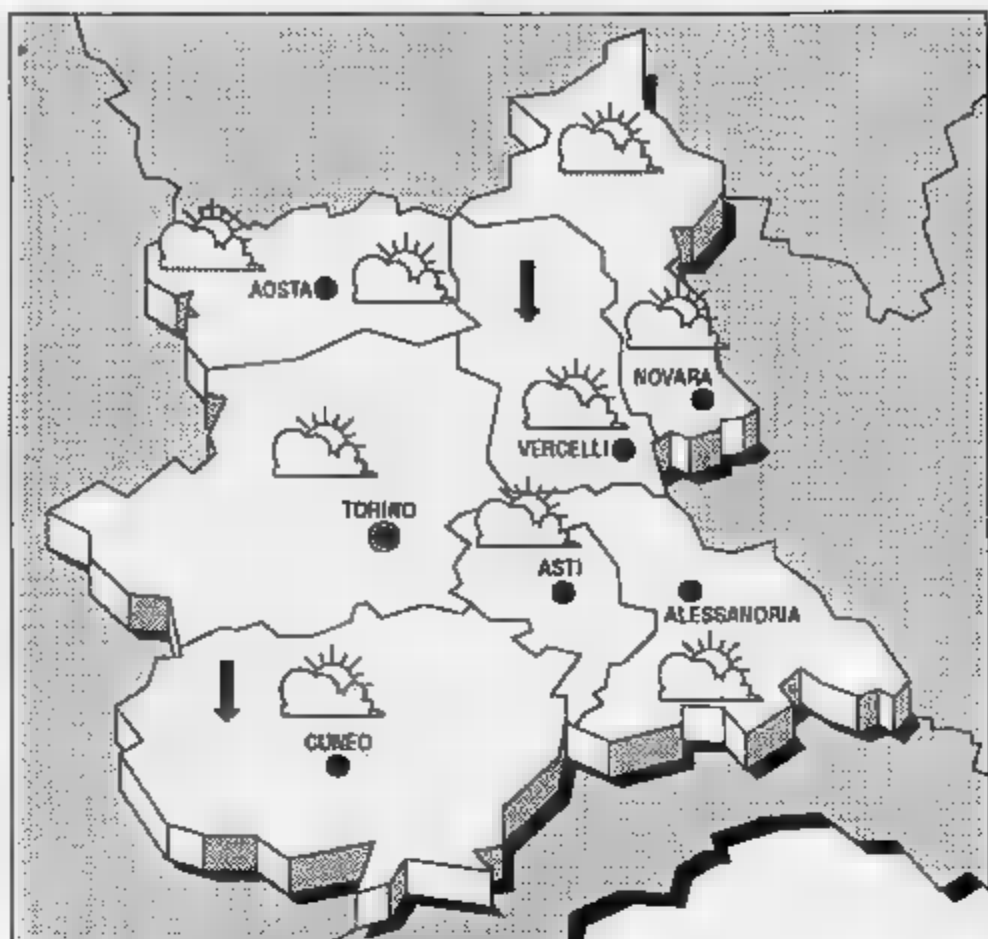 AOSTA
NOVARA
VERCELLI
TORINO
ASTI
ALESSANDRIA
CUNEO